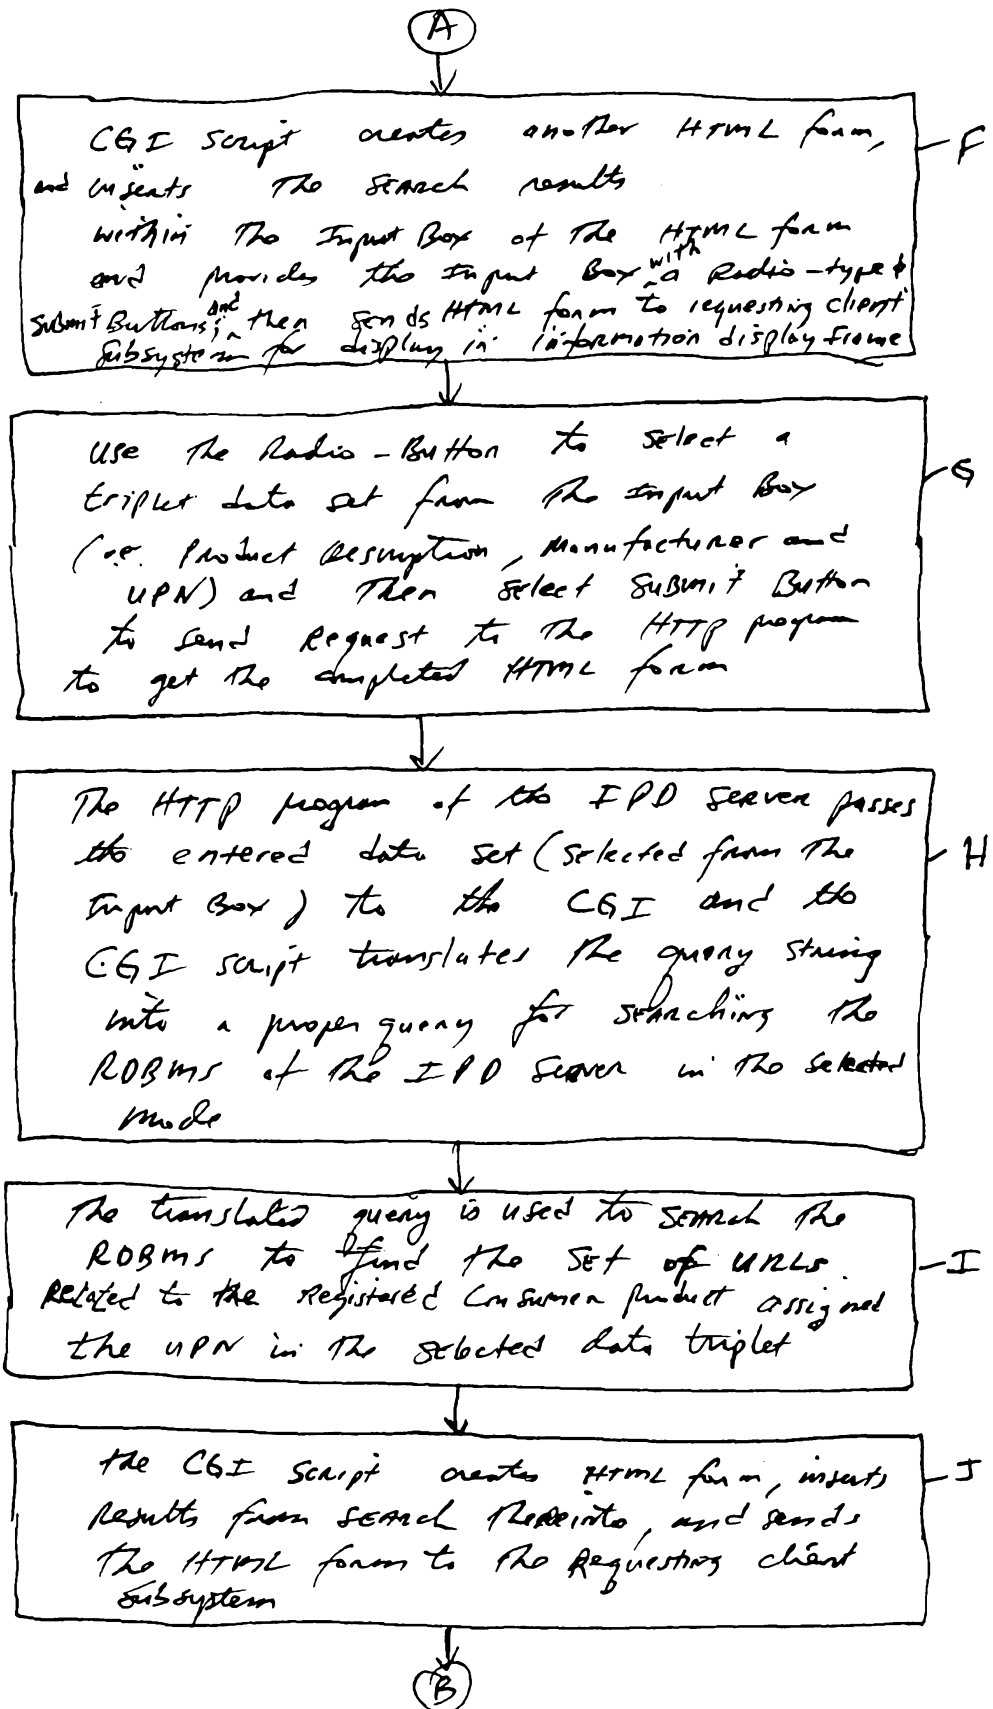 A
CGI Script creates another HTML form, F
and inserts the SEARCH results
within the Input Box of the HTML form
and provides the Input Box with a Radio-type &
Submit Buttons; and then sends HTML form to requesting client
subsystem for display in information display frame
Use the Radio-Button to select a
triplet data set from the Input Box G
(i.e. Product Description, Manufacturer and
UPN) and then select Submit Button
to send Request to the HTTP program
to get the completed HTML form
The HTTP program of the IPD Server passes
the entered data set (selected from the H
Input Box) to the CGI and the
CGI script translates the query string
into a proper query for searching the
RDBMS of the IPD Server in the selected
mode
The translated query is used to SEARCH the
RDBMS to find the set of URLs I
Related to the Registered Consumer product assigned
the UPN in the selected data triplet
the CGI Script creates HTML form, inserts J
Results from SEARCH thereinto, and sends
the HTML form to the Requesting client
subsystem
B